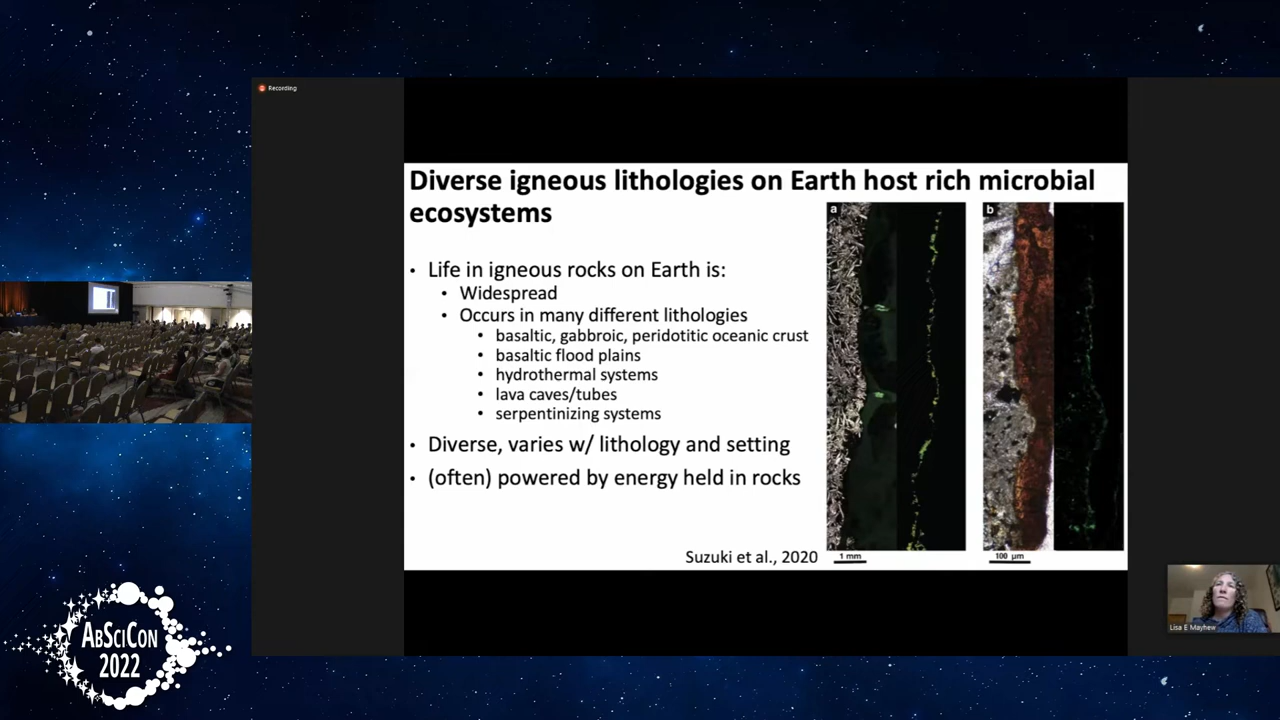 Recording
Diverse igneous lithologies on Earth host rich microbial
ecosystems
• Life in igneous rocks on Earth is:
• Widespread
• Occurs in many different lithologies
• basaltic, gabbroic, peridotitic oceanic crust
• basaltic flood plains
• hydrothermal systems
• lava caves/tubes
• serpentinizing systems
• Diverse, varies w/ lithology and setting
• (often) powered by energy held in rocks
Suzuki et al., 2020
a
b
1 mm
100 µm
Lisa E Mayhew
ABSCICON
2022